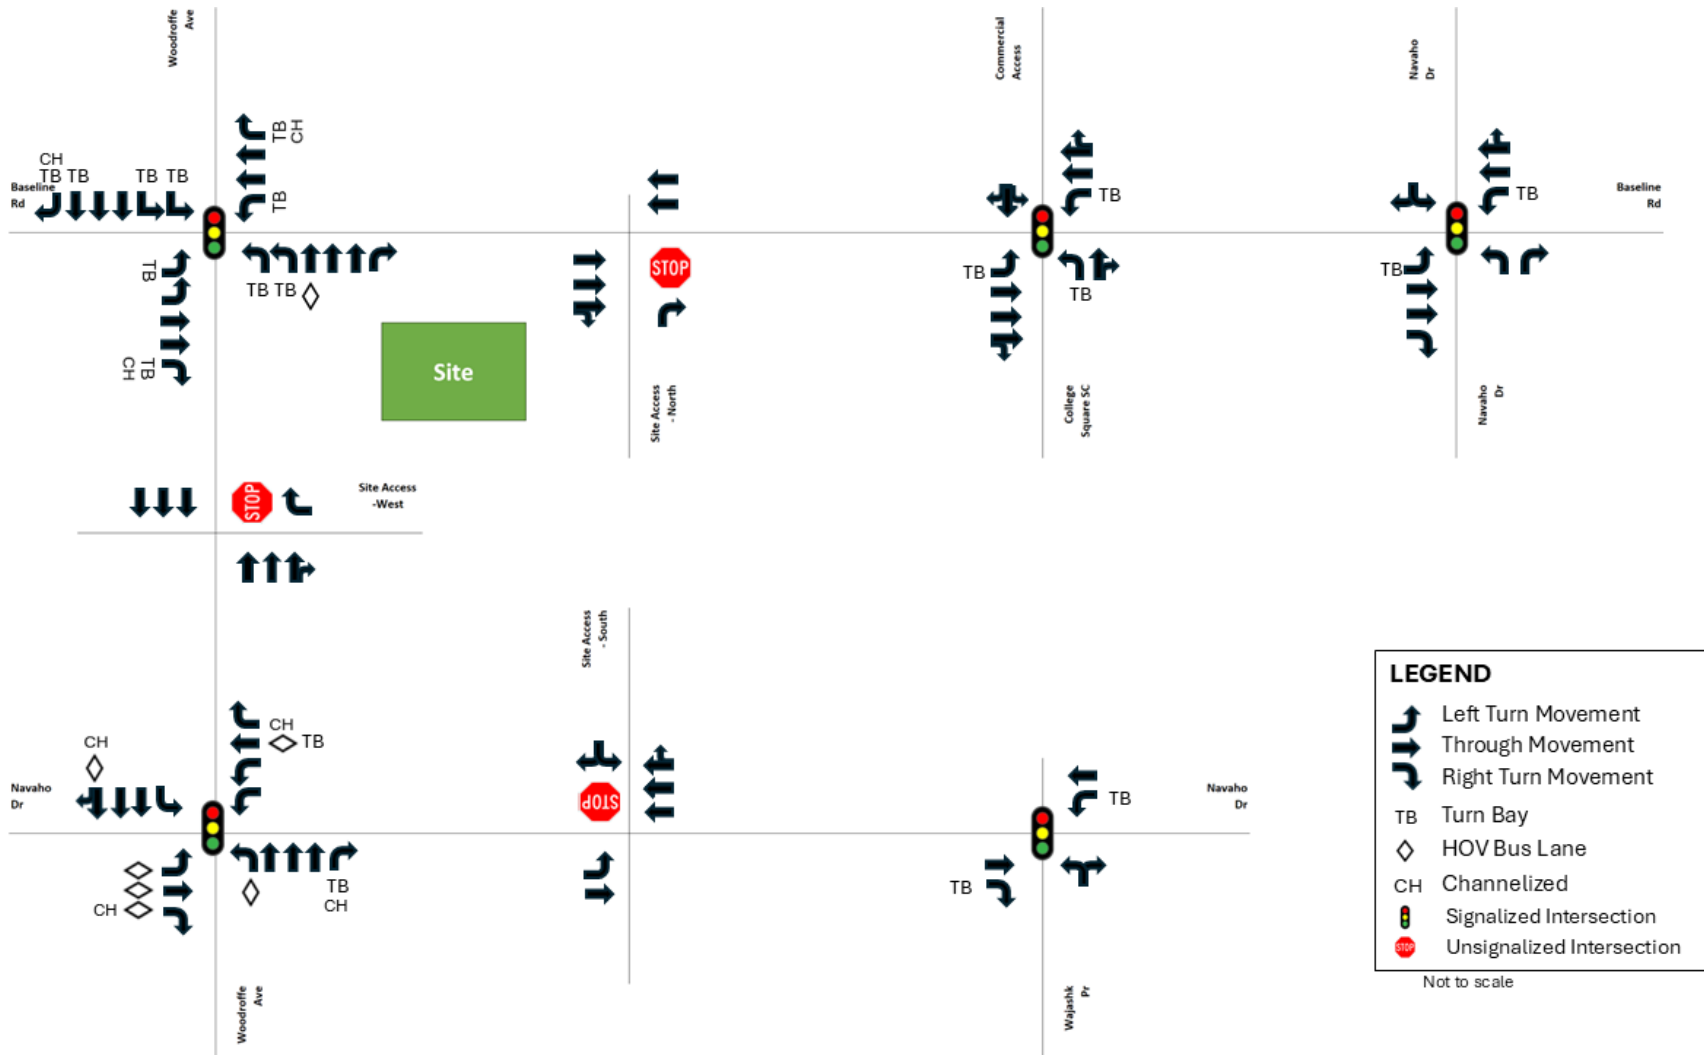 Woodroffe
Ave
Commercial
Access
Navaho
Dr
TB
CH
CH
TB TB
TB TB
Baseline
Rd
TB
TB
TB
Baseline
Rd
TB
TB TB
TB
CH
STOP
TB
TB
TB
Site
Site Access
- North
College
Square SC
Navaho
Dr
STOP
Site Access
-West
Site Access
- South
CH
CH
TB
Navaho
Dr
STOP
TB
Navaho
Dr
CH
TB
CH
TB
Woodroffe
Ave
Wajashk
Pr
LEGEND
Left Turn Movement
Through Movement
Right Turn Movement
TB Turn Bay
HOV Bus Lane
CH Channelized
Signalized Intersection
STOP Unsignalized Intersection
Not to scale